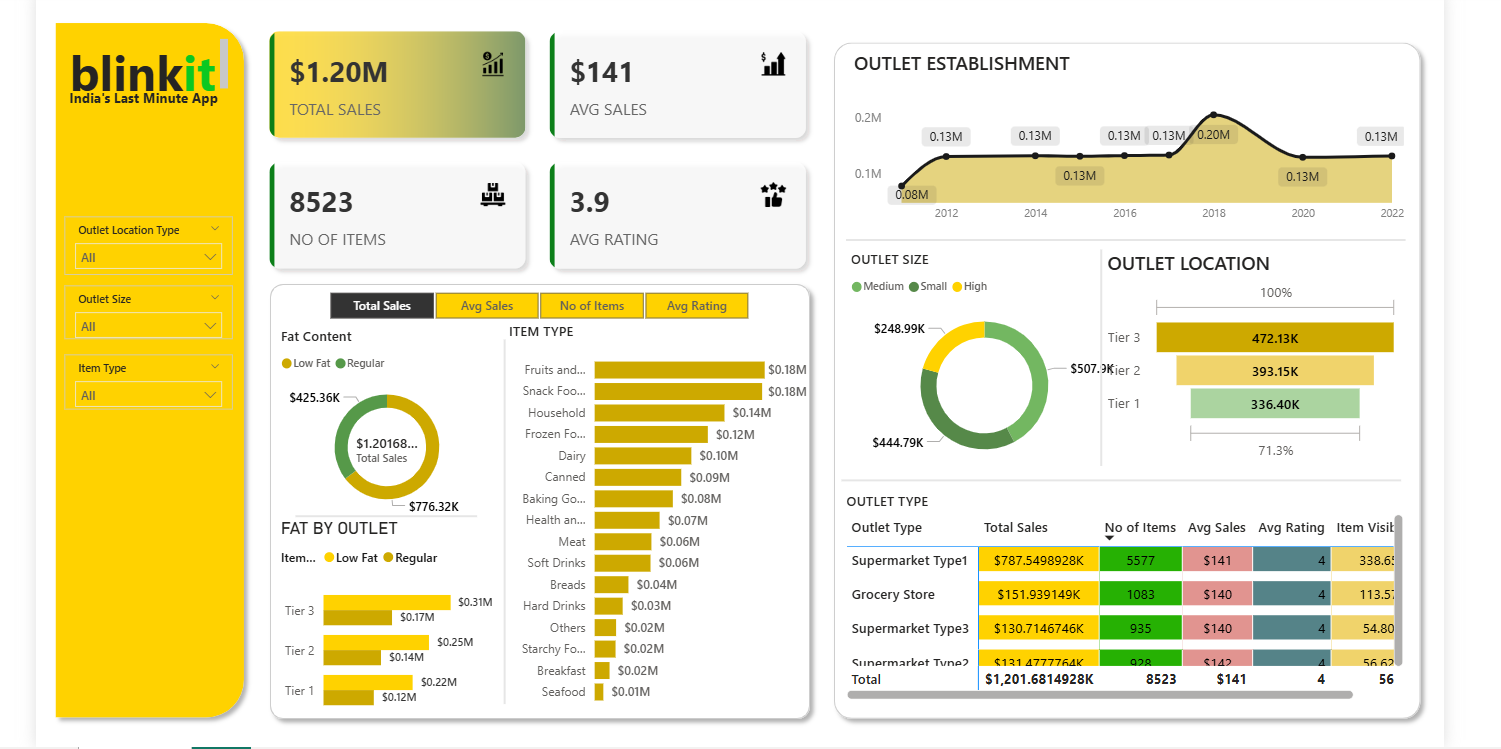 blinkit
India's Last Minute App
Outlet Location Type
All
Outlet Size
All
Item Type
All
$1.20M
TOTAL SALES
$141
AVG SALES
8523
NO OF ITEMS
3.9
AVG RATING
Total Sales
Avg Sales
No of Items
Avg Rating
Fat Content
Low Fat Regular
$425.36K
$1.20168...
Total Sales
$776.32K
FAT BY OUTLET
Item... Low Fat Regular
Tier 3 $0.31M
$0.17M
Tier 2 $0.25M
$0.14M
Tier 1 $0.22M
$0.12M
ITEM TYPE
Fruits and... $0.18M
Snack Foo... $0.18M
Household $0.14M
Frozen Fo... $0.12M
Dairy $0.10M
Canned $0.09M
Baking Go... $0.08M
Health an... $0.07M
Meat $0.06M
Soft Drinks $0.06M
Breads $0.04M
Hard Drinks $0.03M
Others $0.02M
Starchy Fo... $0.02M
Breakfast $0.02M
Seafood $0.01M
OUTLET ESTABLISHMENT
0.2M
0.1M
0.08M 0.13M 0.13M 0.13M 0.13M 0.13M 0.20M 0.13M 0.13M
2012 2014 2016 2018 2020 2022
OUTLET SIZE
Medium Small High
$248.99K
$507.9K
$444.79K
OUTLET LOCATION
100%
Tier 3 472.13K
Tier 2 393.15K
Tier 1 336.40K
71.3%
OUTLET TYPE
Outlet Type Total Sales No of Items Avg Sales Avg Rating Item Visib
Supermarket Type1 $787.5498928K 5577 $141 4 338.65
Grocery Store $151.939149K 1083 $140 4 113.57
Supermarket Type3 $130.7146746K 935 $140 4 54.80
Supermarket Type2 $131.4777764K 928 $142 4 56.62
Total $1,201.6814928K 8523 $141 4 56